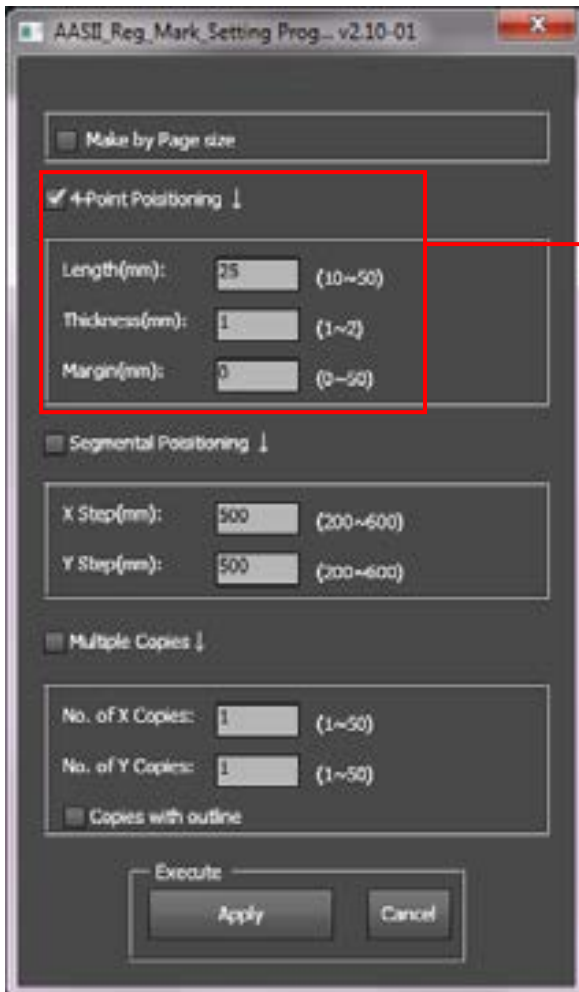 AASII_Reg_Mark_Setting Prog... v2.10-01
Make by Page size
4-Point Poisitioning ↓
Length(mm): 25 (10~50)
Thickness(mm): 1 (1~2)
Margin(mm): 0 (0~50)
Segmental Poisitioning ↓
X Step(mm): 500 (200~600)
Y Step(mm): 500 (200~600)
Multiple Copies ↓
No. of X Copies: 1 (1~50)
No. of Y Copies: 1 (1~50)
Copies with outline
Execute
Apply Cancel